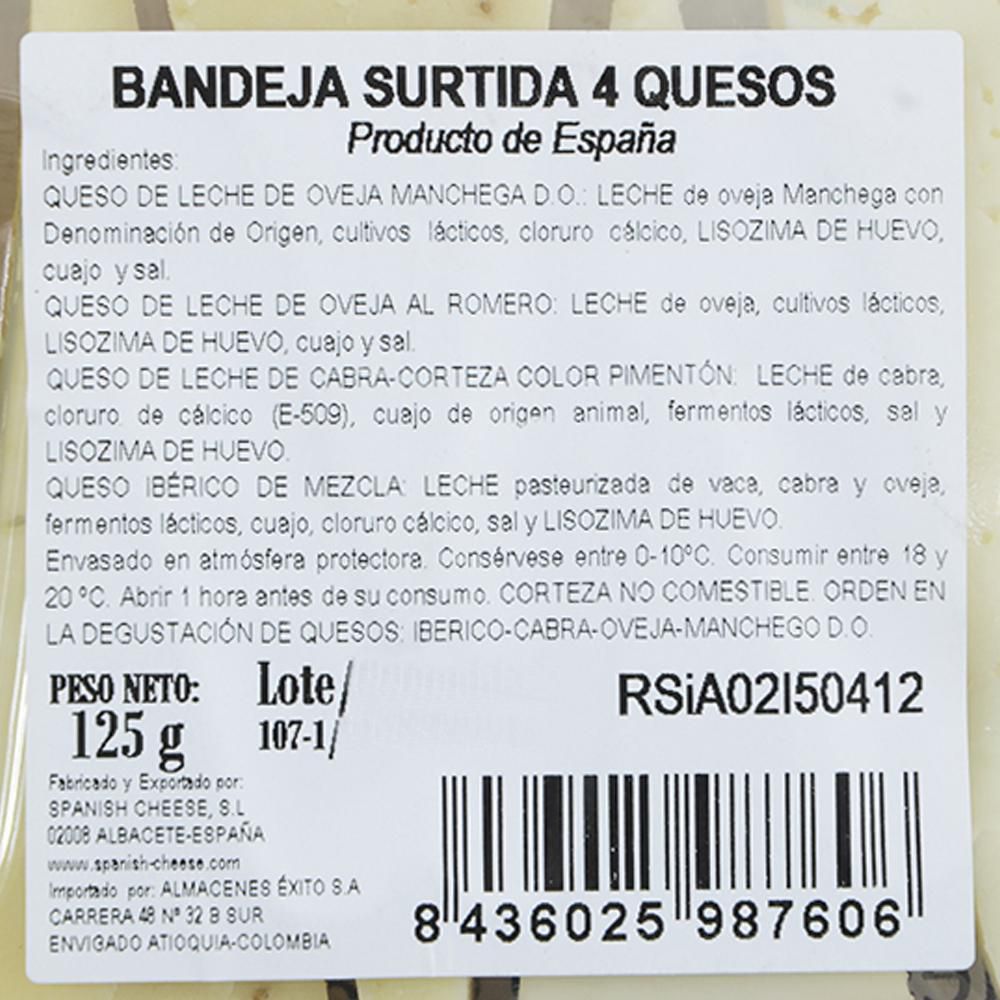 BANDEJA SURTIDA 4 QUESOS
Producto de España
Ingredientes:
QUESO DE LECHE DE OVEJA MANCHEGA D.O.: LECHE de oveja Manchega con
Denominación de Origen, cultivos lácticos, cloruro cálcico, LISOZIMA DE HUEVO,
cuajo y sal.
QUESO DE LECHE DE OVEJA AL ROMERO: LECHE de oveja, cultivos lácticos,
LISOZIMA DE HUEVO, cuajo y sal.
QUESO DE LECHE DE CABRA-CORTEZA COLOR PIMENTÓN: LECHE de cabra,
cloruro de cálcico (E-509), cuajo de origen animal, fermentos lácticos, sal y
LISOZIMA DE HUEVO.
QUESO IBÉRICO DE MEZCLA: LECHE pasteurizada de vaca, cabra y oveja,
fermentos lácticos, cuajo, cloruro cálcico, sal y LISOZIMA DE HUEVO.
Envasado en atmósfera protectora. Consérvese entre 0-10ºC. Consumir entre 18 y
20 ºC. Abrir 1 hora antes de su consumo. CORTEZA NO COMESTIBLE. ORDEN EN
LA DEGUSTACIÓN DE QUESOS: IBERICO-CABRA-OVEJA-MANCHEGO D.O.
PESO NETO:
125 g
Lote/
107-1/
RSiA02I50412
Fabricado y Exportado por:
SPANISH CHEESE, S.L
02008 ALBACETE-ESPAÑA
www.spanish-cheese.com
Importado por: ALMACENES ÉXITO S.A
CARRERA 48 Nº 32 B SUR
ENVIGADO ATIOQUIA-COLOMBIA
8 436025 987606